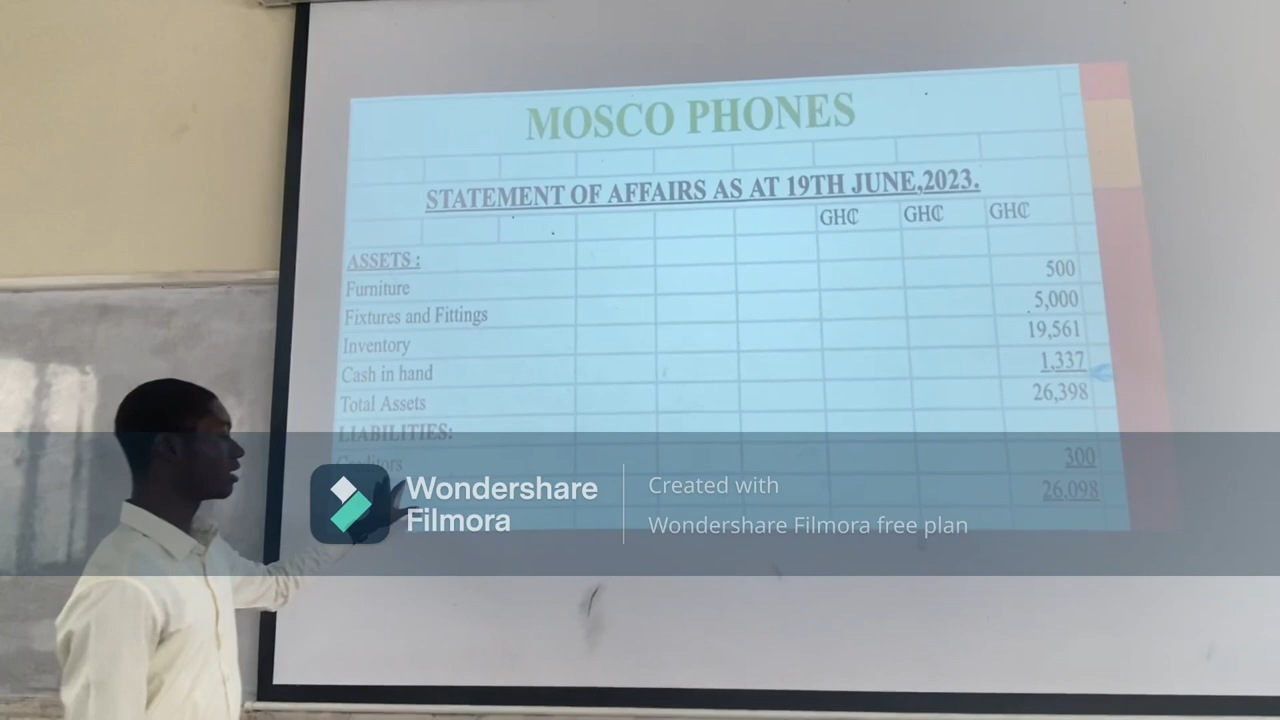 MOSCO PHONES
STATEMENT OF AFFAIRS AS AT 19TH JUNE,2023.
GH₵ GH₵ GH₵
ASSETS :
Furniture 500
Fixtures and Fittings 5,000
Inventory 19,561
Cash in hand 1,337
Total Assets 26,398
LIABILITIES:
Creditors 300
26,098
Wondershare
Filmora
Created with
Wondershare Filmora free plan